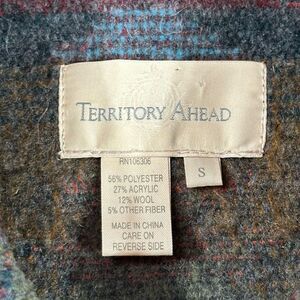 TERRITORY AHEAD
RN106306
S
56% POLYESTER
27% ACRYLIC
12% WOOL
5% OTHER FIBER
MADE IN CHINA
CARE ON
REVERSE SIDE